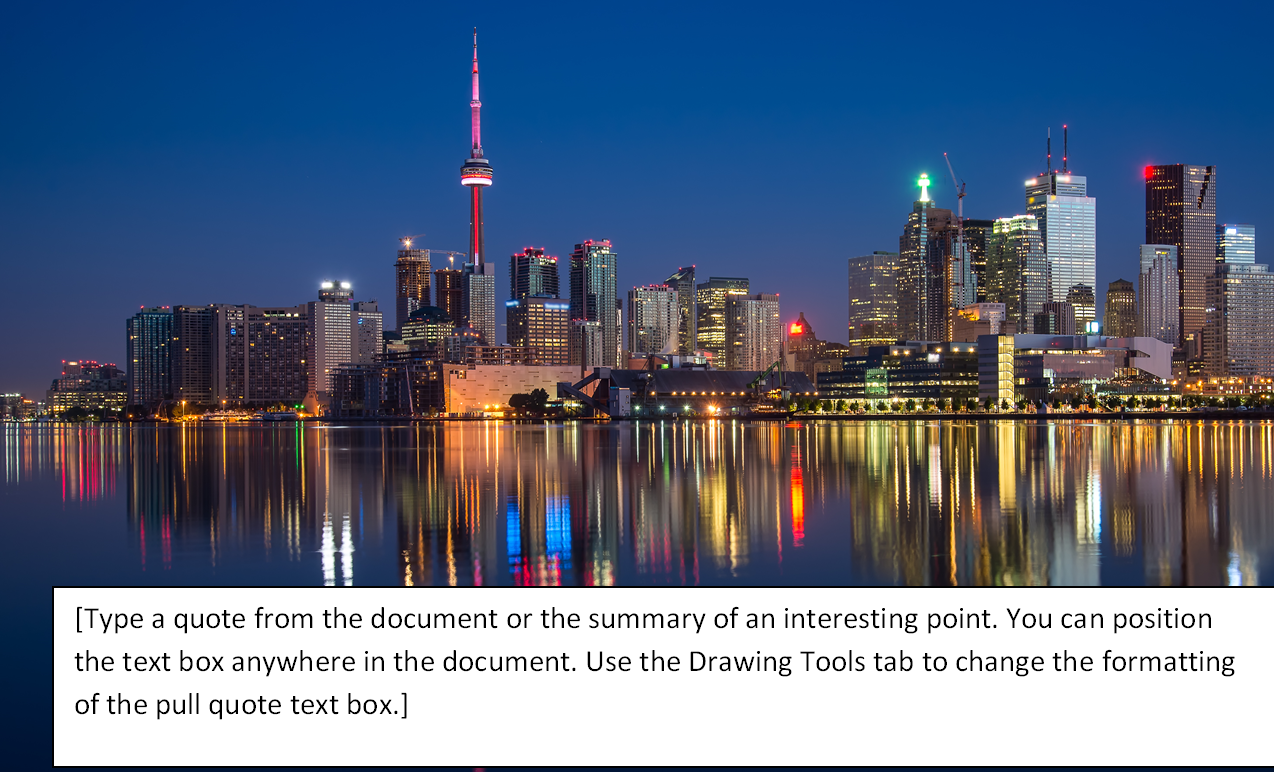 [Type a quote from the document or the summary of an interesting point. You can position
the text box anywhere in the document. Use the Drawing Tools tab to change the formatting
of the pull quote text box.]